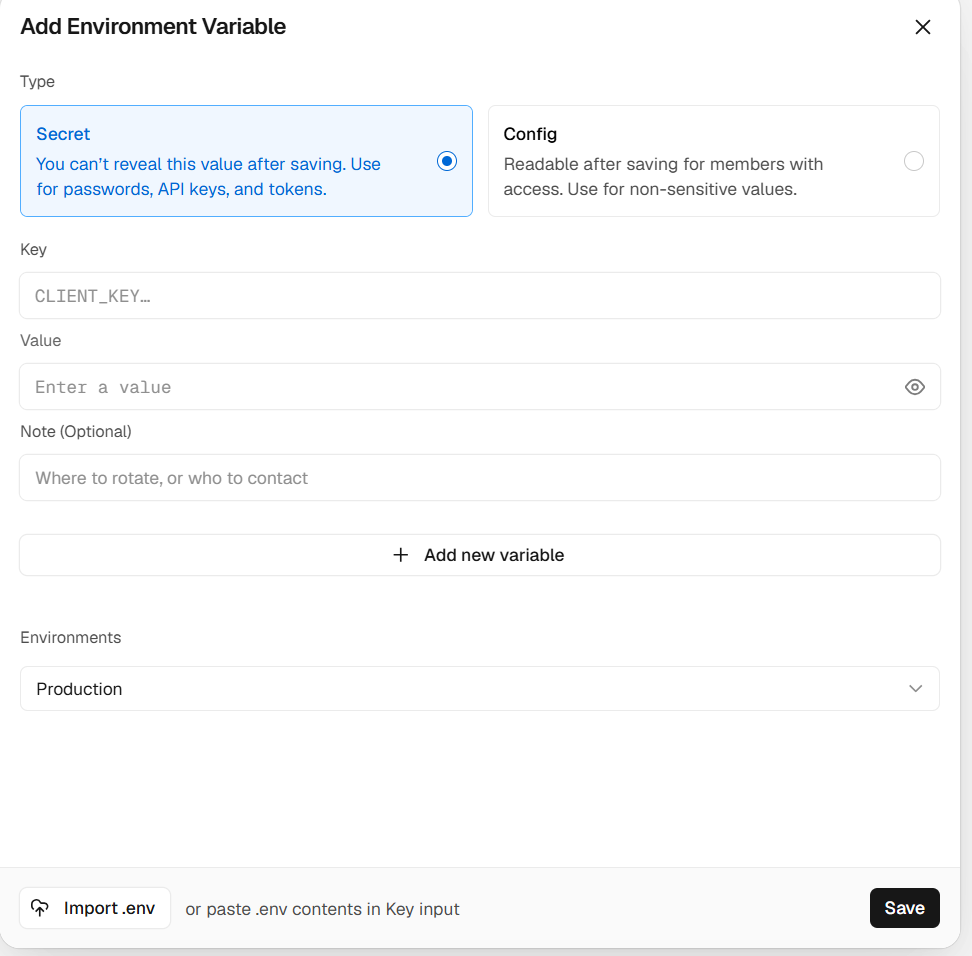 Add Environment Variable
Type
Secret
You can’t reveal this value after saving. Use
for passwords, API keys, and tokens.
Config
Readable after saving for members with
access. Use for non-sensitive values.
Key
CLIENT_KEY…
Value
Enter a value
Note (Optional)
Where to rotate, or who to contact
Add new variable
Environments
Production
Import .env
or paste .env contents in Key input
Save